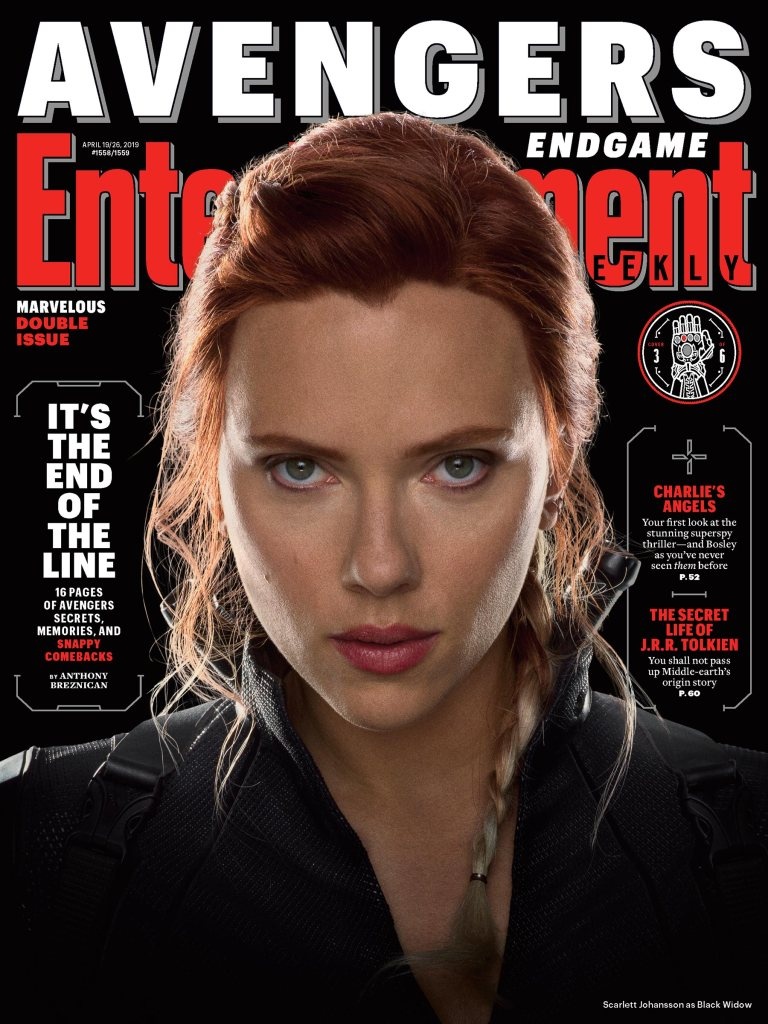 AVENGERS
ENDGAME
APRIL 19/26, 2019
#1558/1559
MARVELOUS
DOUBLE
ISSUE
COVER 3 OF 6
IT'S
THE
END
OF
THE
LINE
16 PAGES
OF AVENGERS
SECRETS,
MEMORIES, AND
SNAPPY
COMEBACKS
BY ANTHONY
BREZNICAN
CHARLIE'S
ANGELS
Your first look at the
stunning superspy
thriller—and Bosley
as you've never
seen them before
P. 52
THE SECRET
LIFE OF
J.R.R. TOLKIEN
You shall not pass
up Middle-earth's
origin story
P. 60
Scarlett Johansson as Black Widow